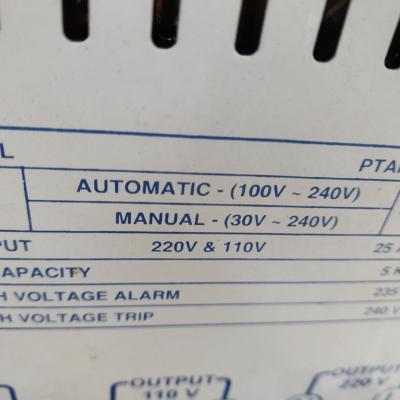 L PTA
AUTOMATIC - (100V ~ 240V)
MANUAL - (30V ~ 240V)
PUT 220V & 110V 25 A
CAPACITY 5 K
H VOLTAGE ALARM 235
H VOLTAGE TRIP 240 V
OUTPUT 110 V
OUTPUT 220 V